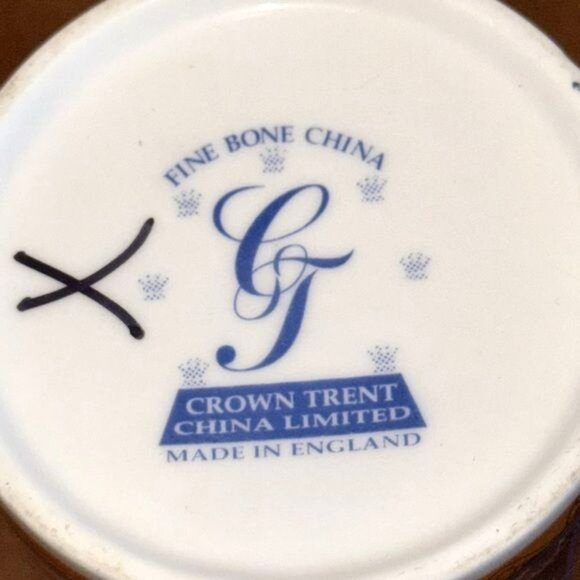 FINE BONE CHINA
CT
CROWN TRENT
CHINA LIMITED
MADE IN ENGLAND